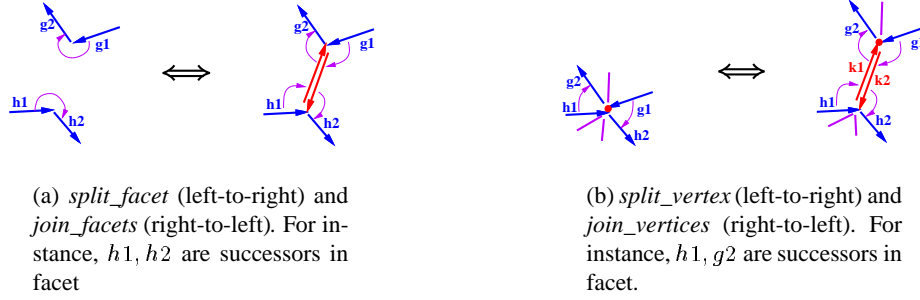 g2
g1
h1
h2
⇔
g2
g1
h1
h2
g2
h1
g1
h2
⇔
g2
g1
k1
k2
h1
h2
(a) split_facet (left-to-right) and
join_facets (right-to-left). For in-
stance, h1, h2 are successors in
facet
(b) split_vertex (left-to-right) and
join_vertices (right-to-left). For
instance, h1, g2 are successors in
facet.